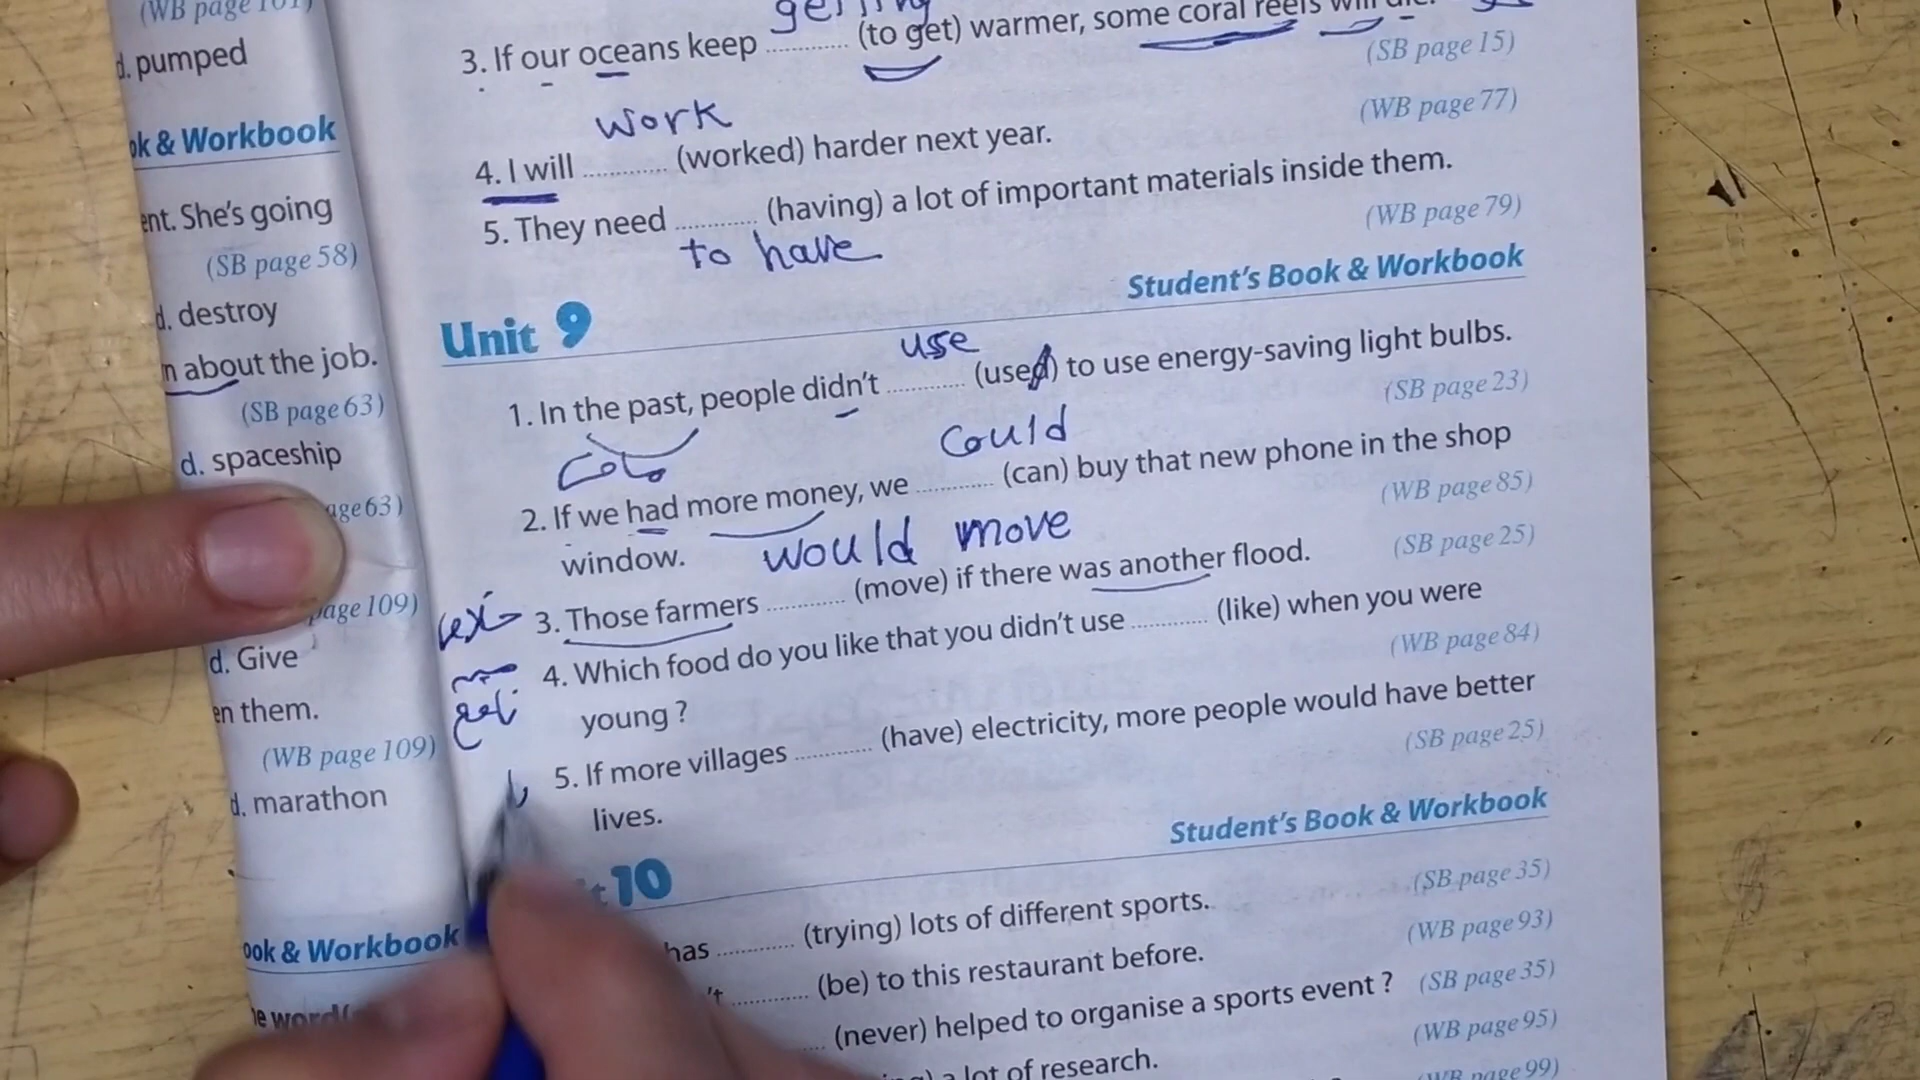 (WB page 101)
d. pumped
ok & Workbook
ent. She's going
(SB page 58)
d. destroy
n about the job.
(SB page 63)
d. spaceship
age 63)
page 109)
d. Give
en them.
(WB page 109)
d. marathon
ook & Workbook
getting
3. If our oceans keep ............ (to get) warmer, some coral reefs will die.
(SB page 15)
work
4. I will ............ (worked) harder next year.
(WB page 77)
5. They need ............ (having) a lot of important materials inside them.
to have
(WB page 79)
Unit 9
Student's Book & Workbook
use
1. In the past, people didn't ............ (used) to use energy-saving light bulbs.
(SB page 23)
could
2. If we had more money, we ............ (can) buy that new phone in the shop
window.
(WB page 85)
would move
3. Those farmers ............ (move) if there was another flood.
(SB page 25)
4. Which food do you like that you didn't use ............ (like) when you were
young ?
(WB page 84)
5. If more villages ............ (have) electricity, more people would have better
lives.
(SB page 25)
10
Student's Book & Workbook
has ............ (trying) lots of different sports.
(SB page 35)
't ............ (be) to this restaurant before.
(WB page 93)
(never) helped to organise a sports event ?
(SB page 35)
a lot of research.
(WB page 95)
(WB page 99)